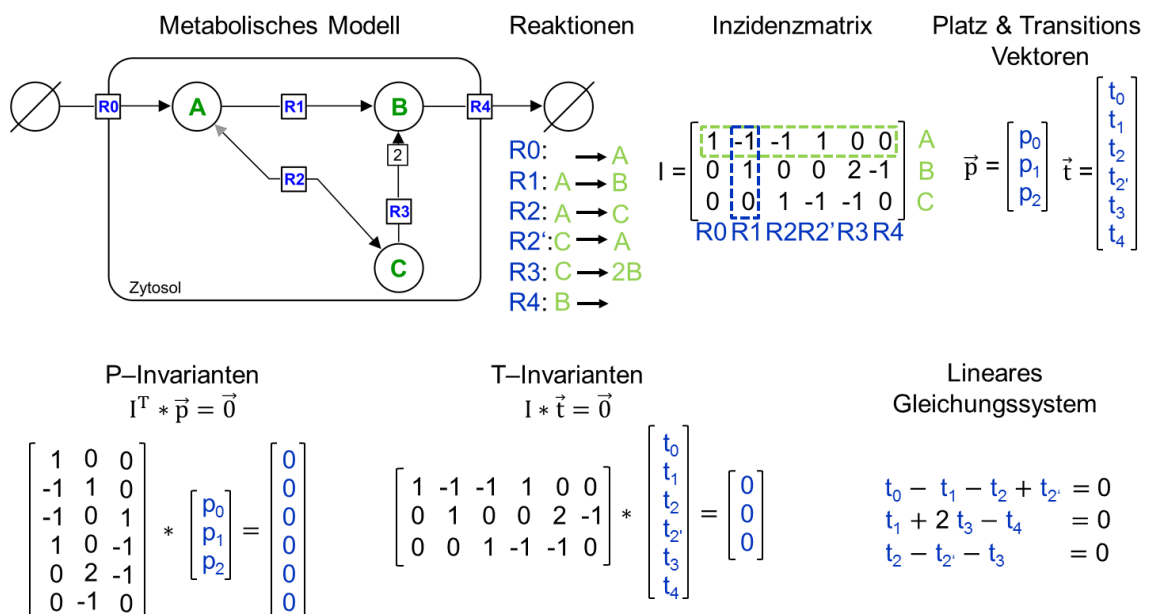 Metabolisches Modell
Reaktionen
Inzidenzmatrix
Platz & Transitions
Vektoren
R0
A
R1
B
R4
2
R2
R3
C
Zytosol
R0: → A
R1: A → B
R2: A → C
R2‘: C → A
R3: C → 2B
R4: B →
I =
1 -1 -1 1 0 0 A
0 1 0 0 2 -1 B
0 0 1 -1 -1 0 C
R0 R1 R2 R2’ R3 R4
p⃗ =
p₀
p₁
p₂
t⃗ =
t₀
t₁
t₂
t₂'
t₃
t₄
P–Invarianten
Iᵀ * p⃗ = 0⃗
1 0 0
-1 1 0
-1 0 1
1 0 -1
0 2 -1
0 -1 0
*
p₀
p₁
p₂
=
0
0
0
0
0
0
T–Invarianten
I * t⃗ = 0⃗
1 -1 -1 1 0 0
0 1 0 0 2 -1
0 0 1 -1 -1 0
*
t₀
t₁
t₂
t₂'
t₃
t₄
=
0
0
0
Lineares
Gleichungssystem
t₀ − t₁ − t₂ + t₂‘ = 0
t₁ + 2 t₃ − t₄ = 0
t₂ − t₂‘ − t₃ = 0